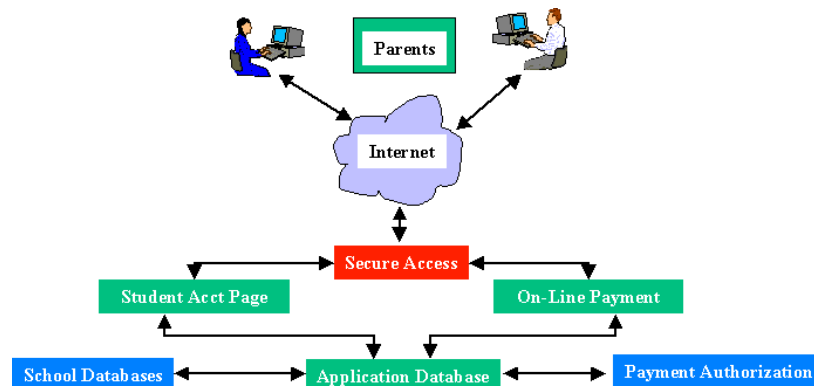 Parents
Internet
Secure Access
Student Acct Page
On-Line Payment
School Databases
Application Database
Payment Authorization